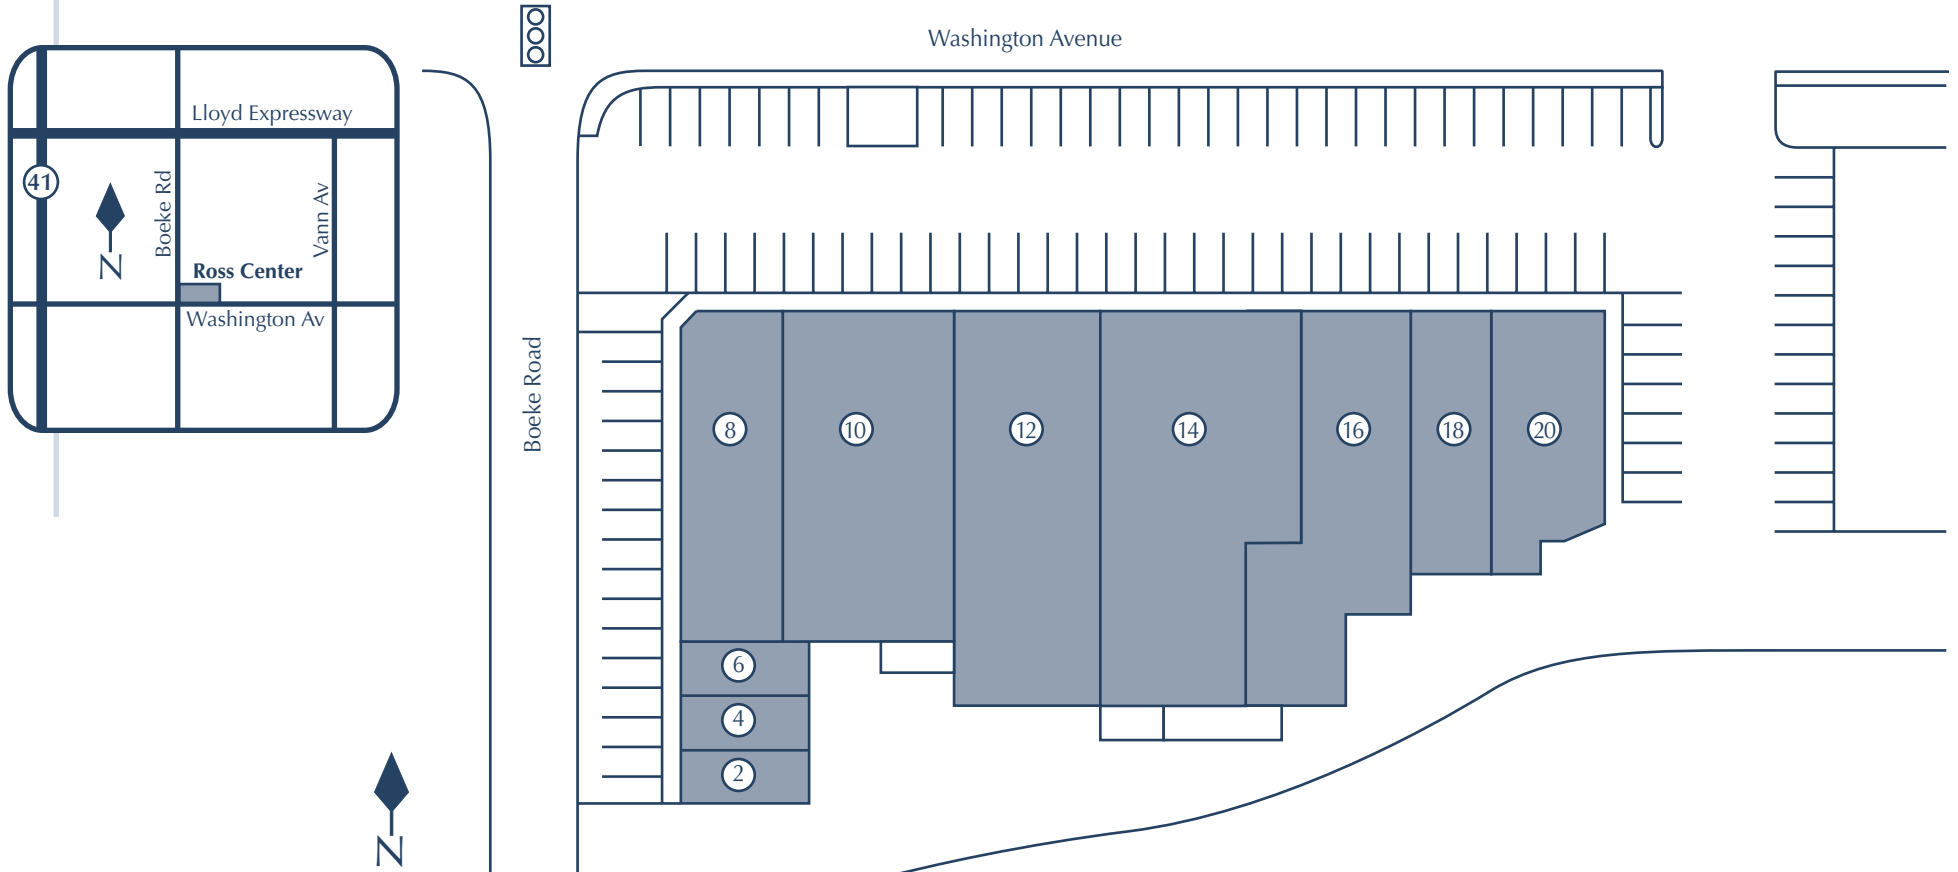 Washington Avenue
Lloyd Expressway
41
Boeke Rd
Vann Av
N
Ross Center
Washington Av
Boeke Road
8
10
12
14
16
18
20
6
4
2
N